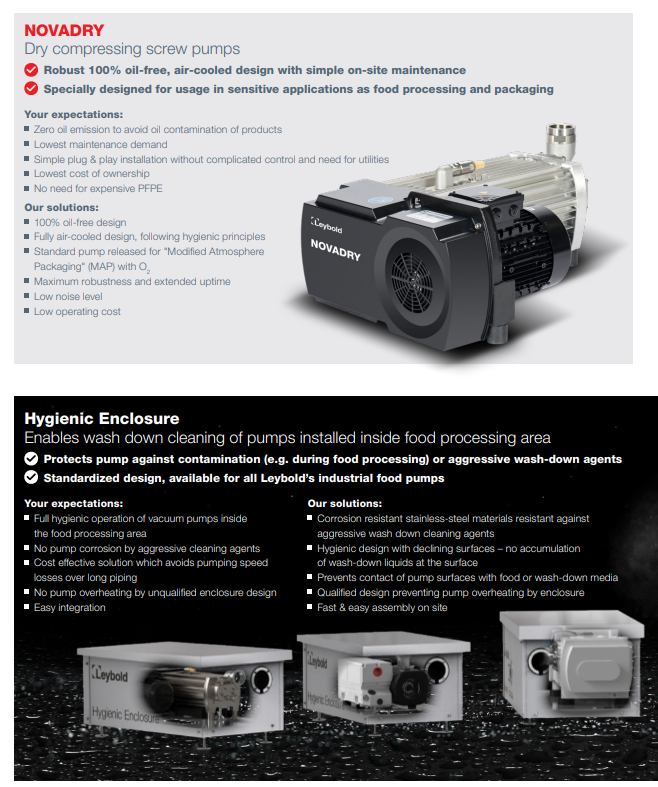 NOVADRY
Dry compressing screw pumps
Robust 100% oil-free, air-cooled design with simple on-site maintenance
Specially designed for usage in sensitive applications as food processing and packaging
Your expectations:
Zero oil emission to avoid oil contamination of products
Lowest maintenance demand
Simple plug & play installation without complicated control and need for utilities
Lowest cost of ownership
No need for expensive PFPE
Our solutions:
100% oil-free design
Fully air-cooled design, following hygienic principles
Standard pump released for "Modified Atmosphere
Packaging" (MAP) with O2
Maximum robustness and extended uptime
Low noise level
Low operating cost
Leybold
NOVADRY
Hygienic Enclosure
Enables wash down cleaning of pumps installed inside food processing area
Protects pump against contamination (e.g. during food processing) or aggressive wash-down agents
Standardized design, available for all Leybold's industrial food pumps
Your expectations:
Full hygienic operation of vacuum pumps inside
the food processing area
No pump corrosion by aggressive cleaning agents
Cost effective solution which avoids pumping speed
losses over long piping
No pump overheating by unqualified enclosure design
Easy integration
Our solutions:
Corrosion resistant stainless-steel materials resistant against
aggressive wash down cleaning agents
Hygienic design with declining surfaces – no accumulation
of wash-down liquids at the surface
Prevents contact of pump surfaces with food or wash-down media
Qualified design preventing pump overheating by enclosure
Fast & easy assembly on site
Leybold
Hygienic Enclosure
Leybold
Hygienic